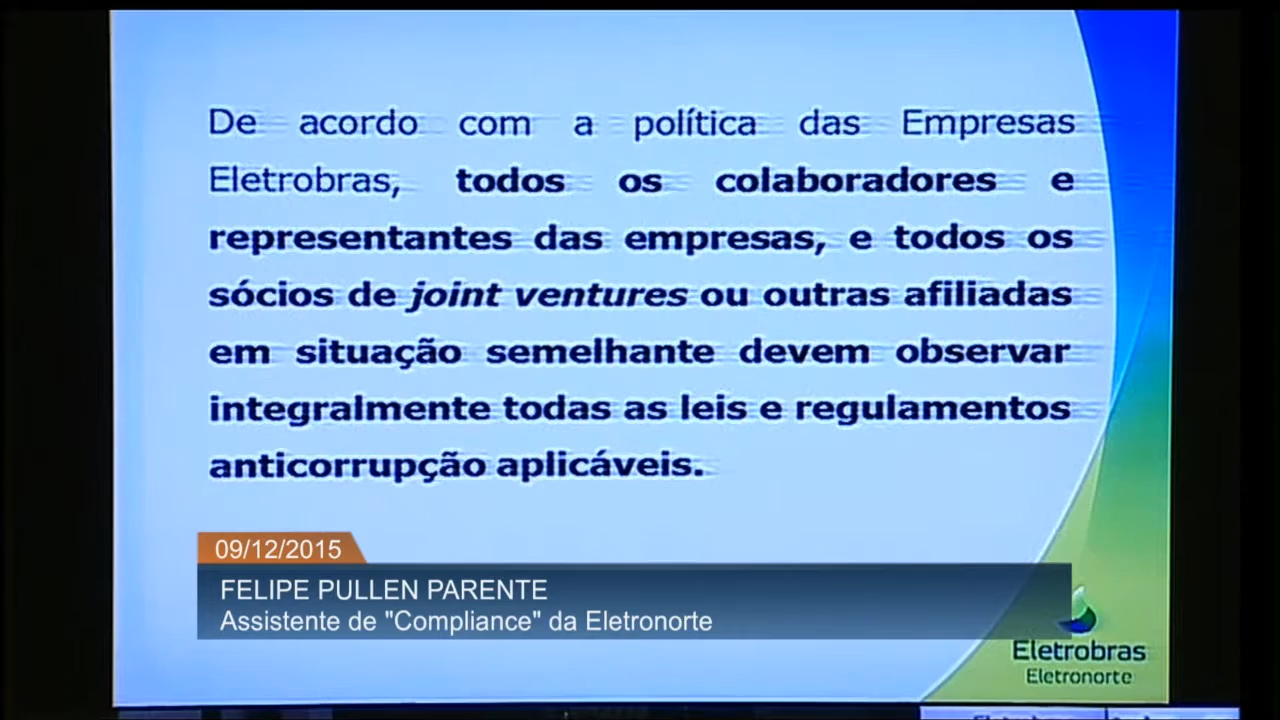 De acordo com a política das Empresas
Eletrobras, todos os colaboradores e
representantes das empresas, e todos os
sócios de joint ventures ou outras afiliadas
em situação semelhante devem observar
integralmente todas as leis e regulamentos
anticorrupção aplicáveis.
09/12/2015
FELIPE PULLEN PARENTE
Assistente de "Compliance" da Eletronorte
Eletrobras
Eletronorte